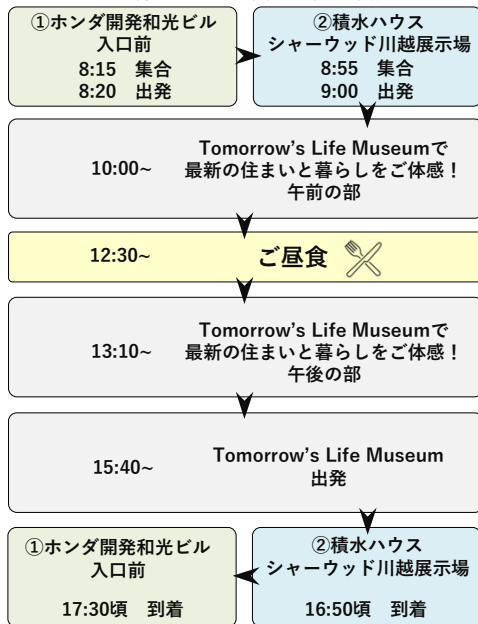 ①ホンダ開発和光ビル
入口前
8:15　集合
8:20　出発
②積水ハウス
シャーウッド川越展示場
8:55　集合
9:00　出発
10:00~
Tomorrow's Life Museumで
最新の住まいと暮らしをご体感！
午前の部
12:30~
ご昼食
13:10~
Tomorrow's Life Museumで
最新の住まいと暮らしをご体感！
午後の部
15:40~
Tomorrow's Life Museum
出発
①ホンダ開発和光ビル
入口前
17:30頃　到着
②積水ハウス
シャーウッド川越展示場
16:50頃　到着